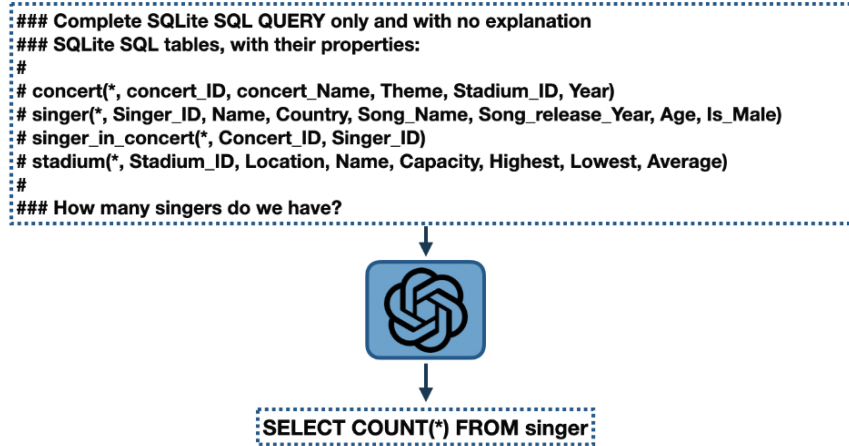 ### Complete SQLite SQL QUERY only and with no explanation
### SQLite SQL tables, with their properties:
#
# concert(*, concert_ID, concert_Name, Theme, Stadium_ID, Year)
# singer(*, Singer_ID, Name, Country, Song_Name, Song_release_Year, Age, Is_Male)
# singer_in_concert(*, Concert_ID, Singer_ID)
# stadium(*, Stadium_ID, Location, Name, Capacity, Highest, Lowest, Average)
#
### How many singers do we have?
SELECT COUNT(*) FROM singer